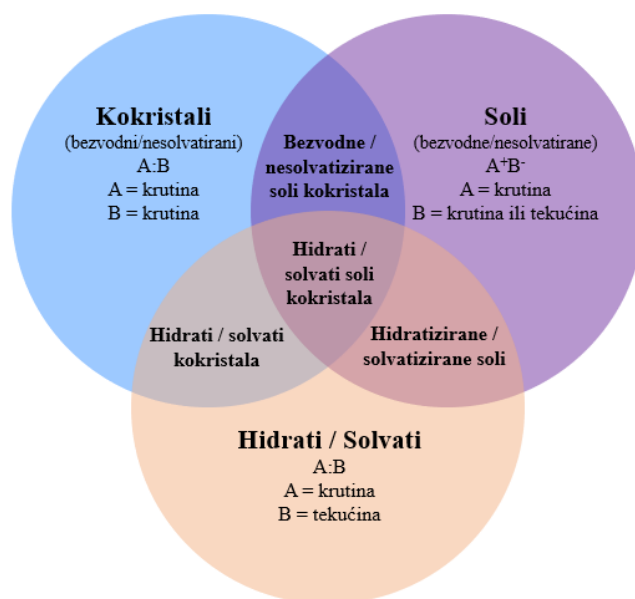 Kokristali
(bezvodni/nesolvatirani)
A:B
A = krutina
B = krutina
Bezvodne /
nesolvatizirane
soli kokristala
Soli
(bezvodne/nesolvatirane)
A⁺B⁻
A = krutina
B = krutina ili tekućina
Hidrati /
solvati soli
kokristala
Hidrati / solvati
kokristala
Hidratizirane /
solvatizirane soli
Hidrati / Solvati
A:B
A = krutina
B = tekućina